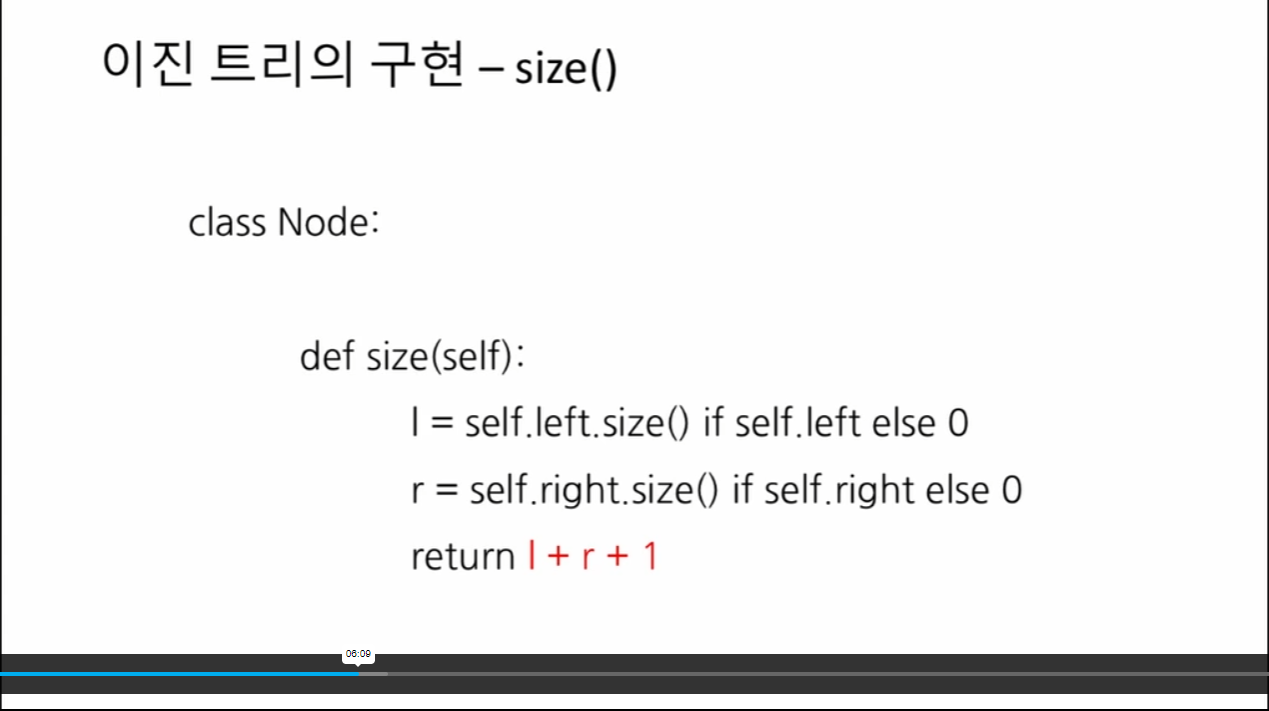 이진 트리의 구현 – size()
class Node:
def size(self):
l = self.left.size() if self.left else 0
r = self.right.size() if self.right else 0
return l + r + 1
06:09